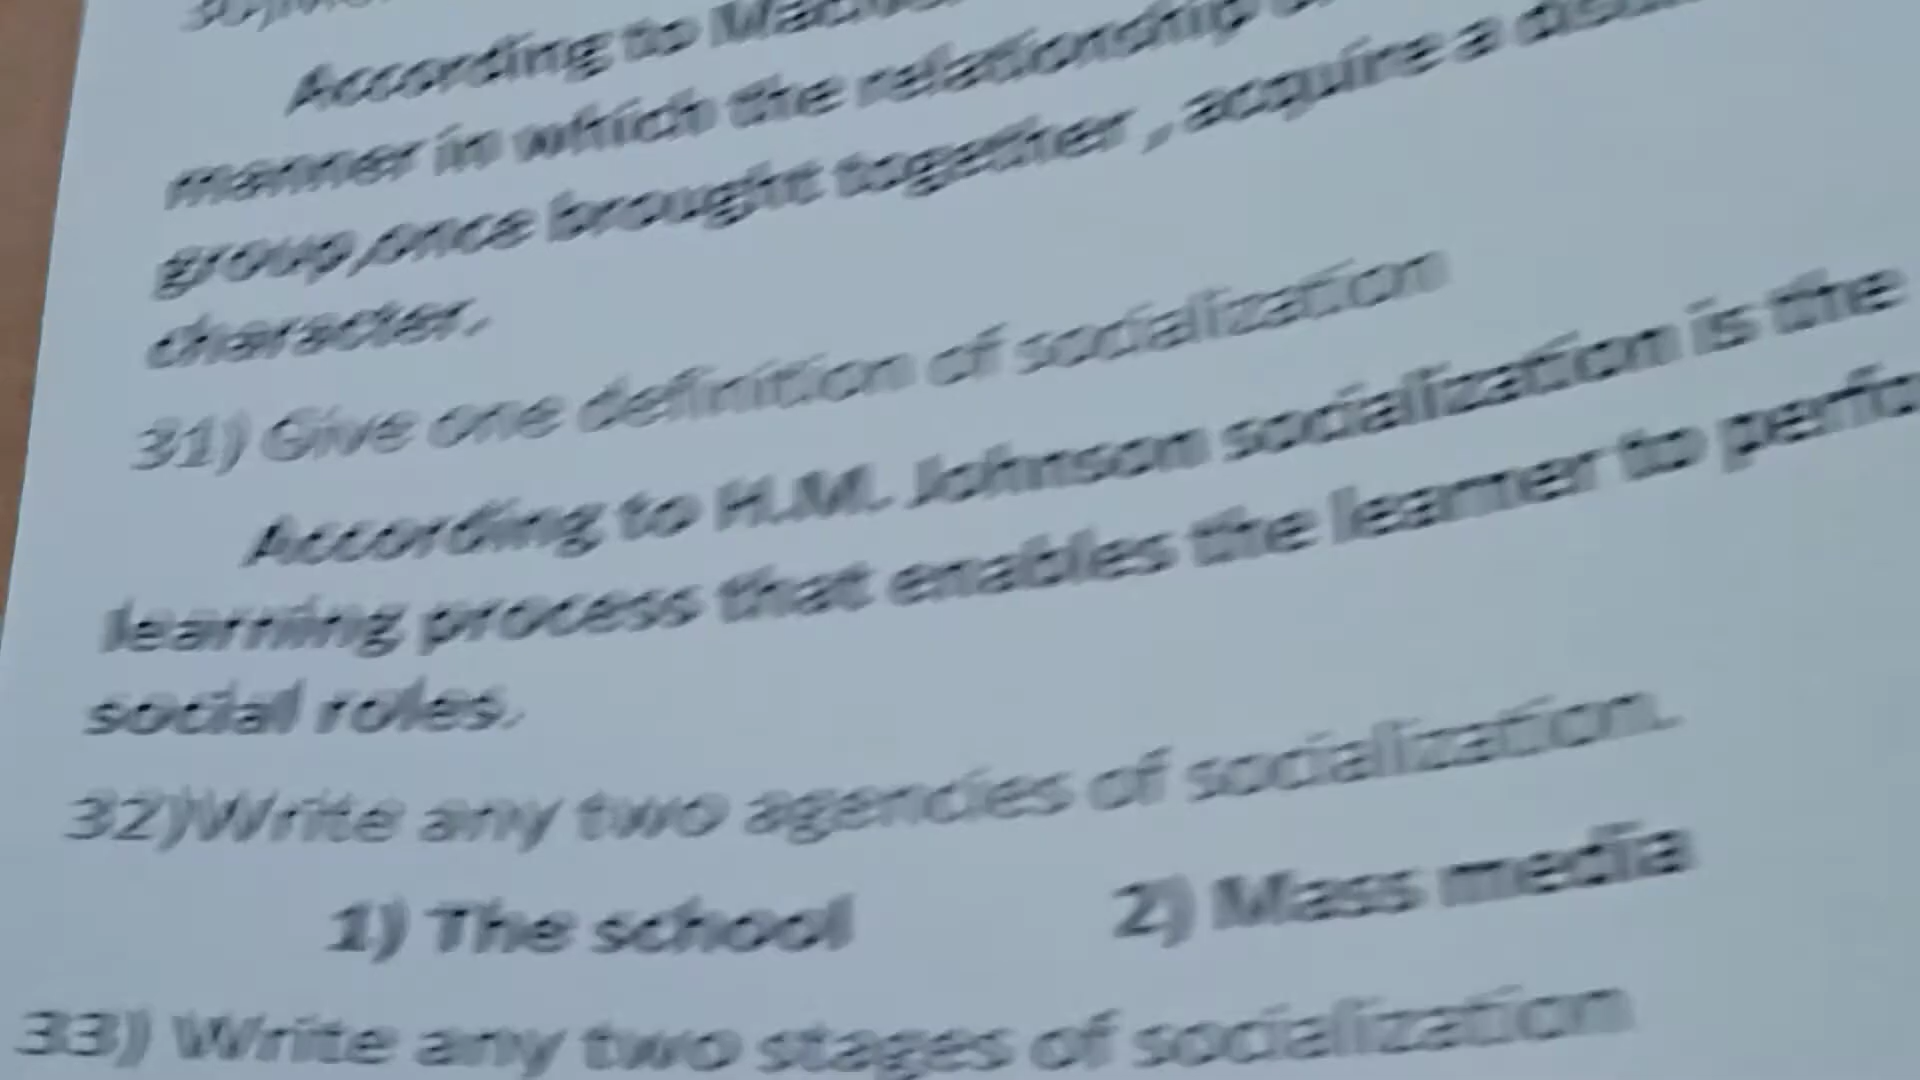 According to
manner in which the relationship
group,once brought together , acquire a
character.
31) Give one definition of socialization
According to H.M. Johnson socialization is the
learning process that enables the learner to
social roles.
32)Write any two agencies of socialization.
1) The school 2) Mass media
33) Write any two stages of socialization